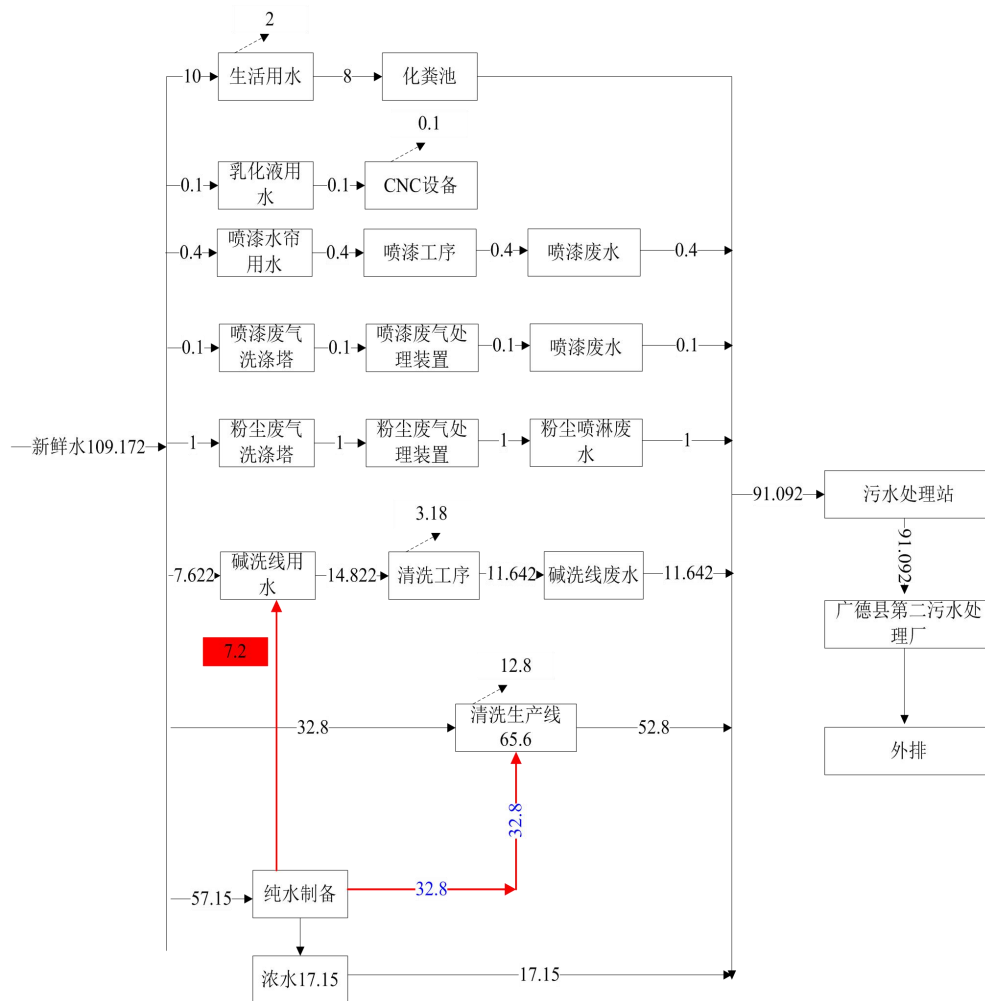 2
10
生活用水
8
化粪池
0.1
0.1
乳化液用
水
0.1
CNC设备
0.4
喷漆水帘
用水
0.4
喷漆工序
0.4
喷漆废水
0.4
0.1
喷漆废气
洗涤塔
0.1
喷漆废气处
理装置
0.1
喷漆废水
0.1
新鲜水109.172
1
粉尘废气
洗涤塔
1
粉尘废气处
理装置
1
粉尘喷淋废
水
1
91.092
污水处理站
91.092
广德县第二污水处
理厂
外排
3.18
7.622
碱洗线用
水
14.822
清洗工序
11.642
碱洗线废水
11.642
7.2
12.8
32.8
清洗生产线
65.6
52.8
32.8
57.15
纯水制备
32.8
浓水17.15
17.15